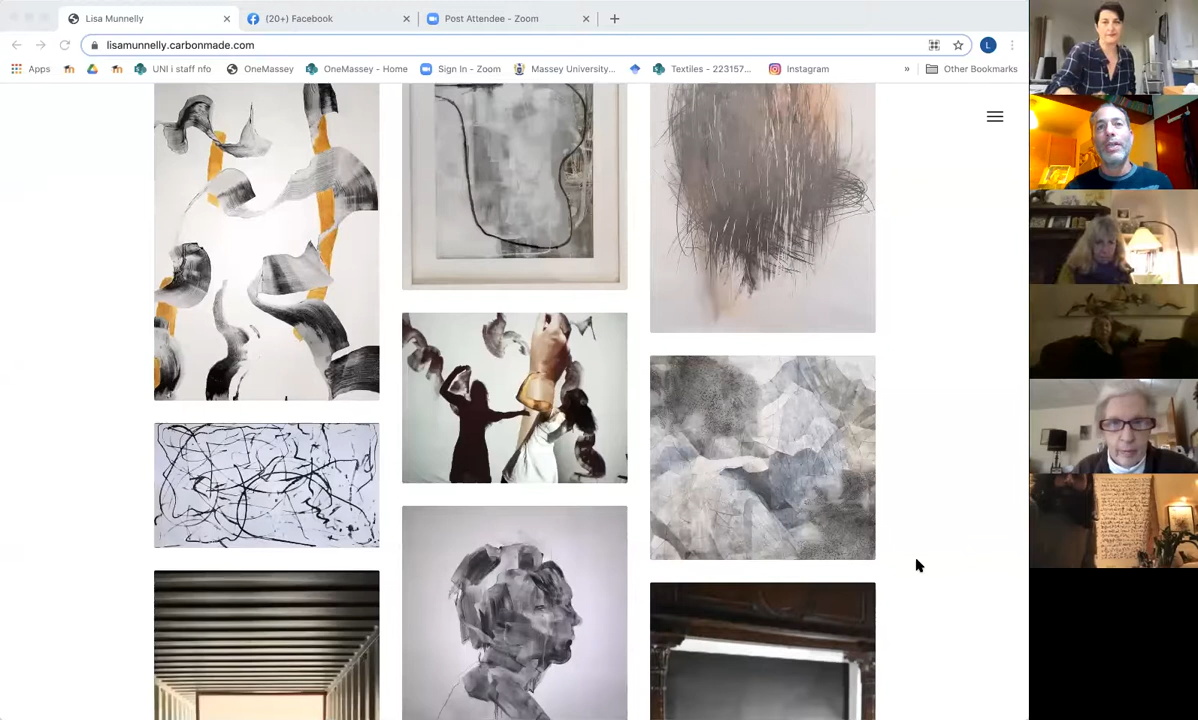 Lisa Munnelly
(20+) Facebook
Post Attendee - Zoom
lisamunnelly.carbonmade.com
L
Apps
UNI i staff nfo
OneMassey
OneMassey - Home
Sign In - Zoom
Massey University...
Textiles - 223157...
Instagram
»
Other Bookmarks